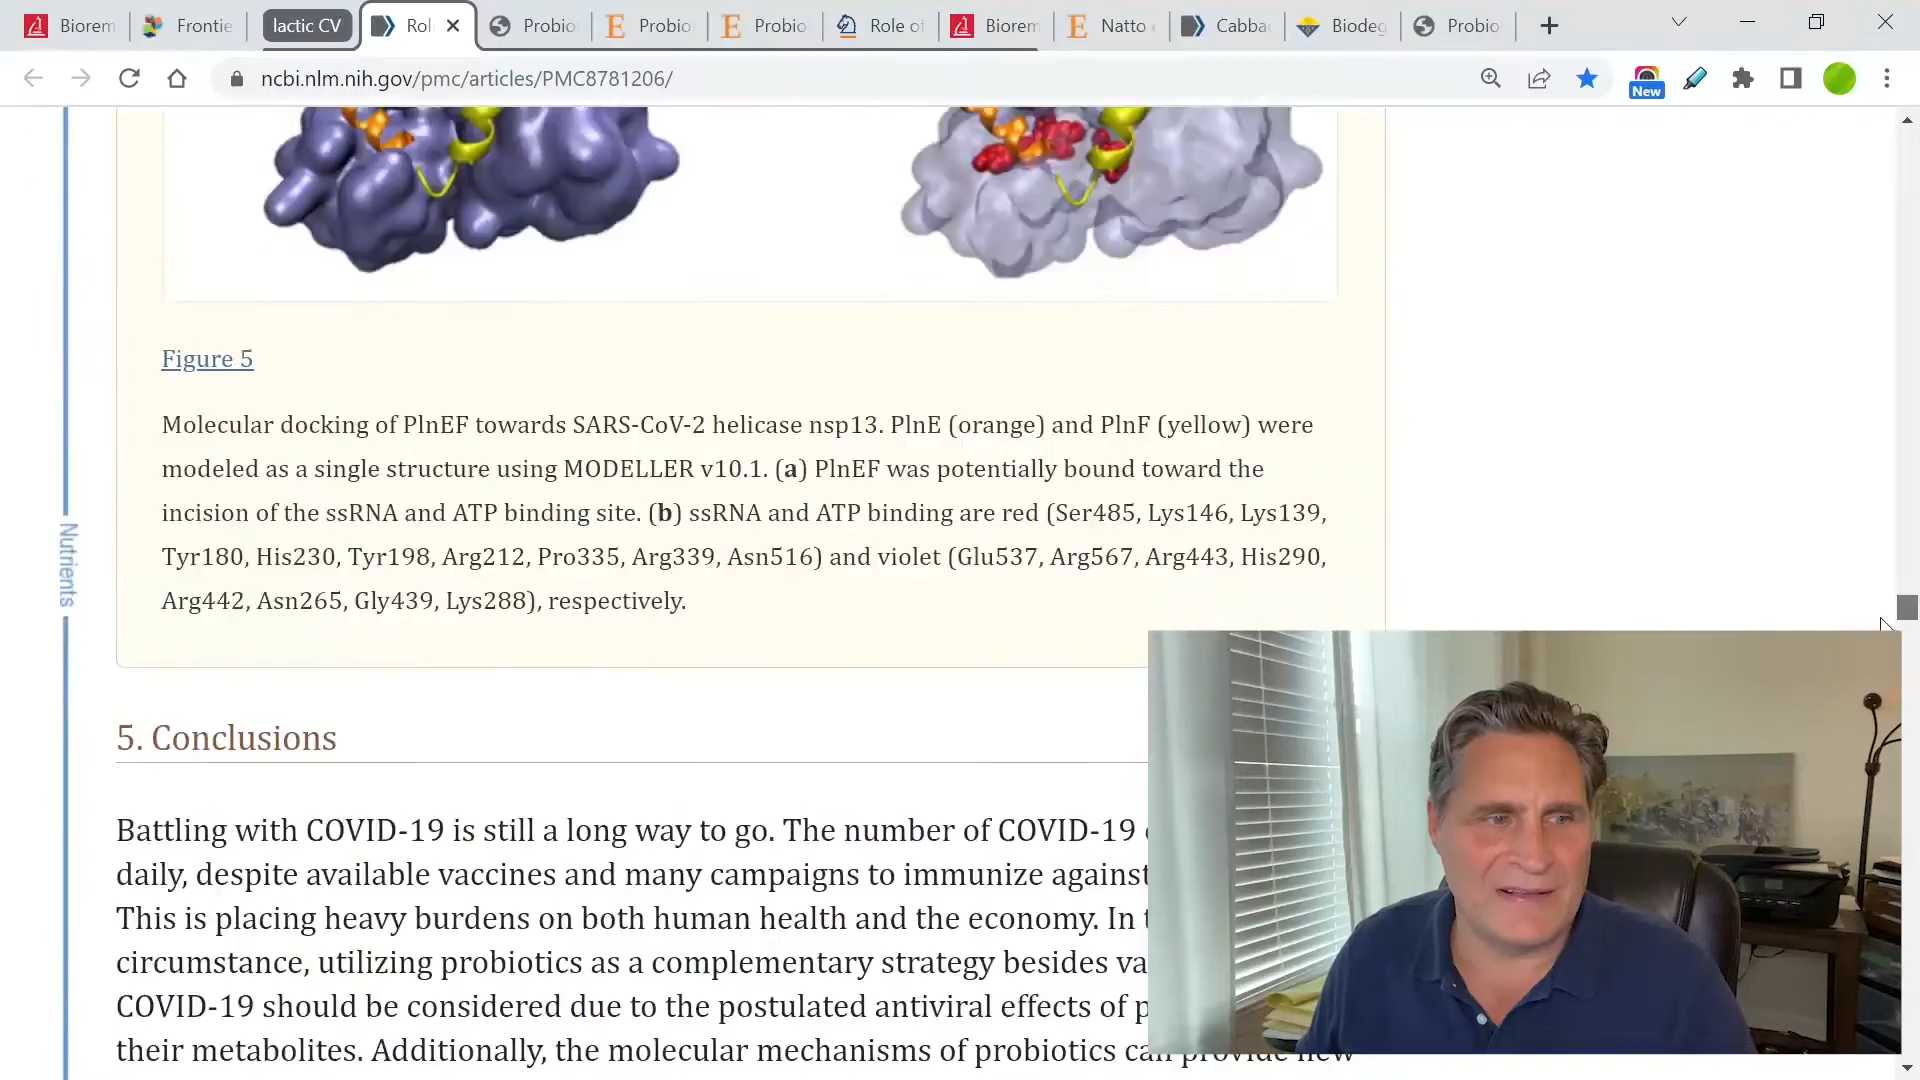 Biorem
Frontie
lactic CV
Rol
Probio
Probio
Probio
Role of
Biorem
Natto
Cabba
Biodeg
Probio
ncbi.nlm.nih.gov/pmc/articles/PMC8781206/
New
Nutrients
Figure 5
Molecular docking of PlnEF towards SARS-CoV-2 helicase nsp13. PlnE (orange) and PlnF (yellow) were
modeled as a single structure using MODELLER v10.1. (a) PlnEF was potentially bound toward the
incision of the ssRNA and ATP binding site. (b) ssRNA and ATP binding are red (Ser485, Lys146, Lys139,
Tyr180, His230, Tyr198, Arg212, Pro335, Arg339, Asn516) and violet (Glu537, Arg567, Arg443, His290,
Arg442, Asn265, Gly439, Lys288), respectively.
5. Conclusions
Battling with COVID-19 is still a long way to go. The number of COVID-19
daily, despite available vaccines and many campaigns to immunize against
This is placing heavy burdens on both human health and the economy. In
circumstance, utilizing probiotics as a complementary strategy besides va
COVID-19 should be considered due to the postulated antiviral effects of p
their metabolites. Additionally, the molecular mechanisms of probiotics can provide new